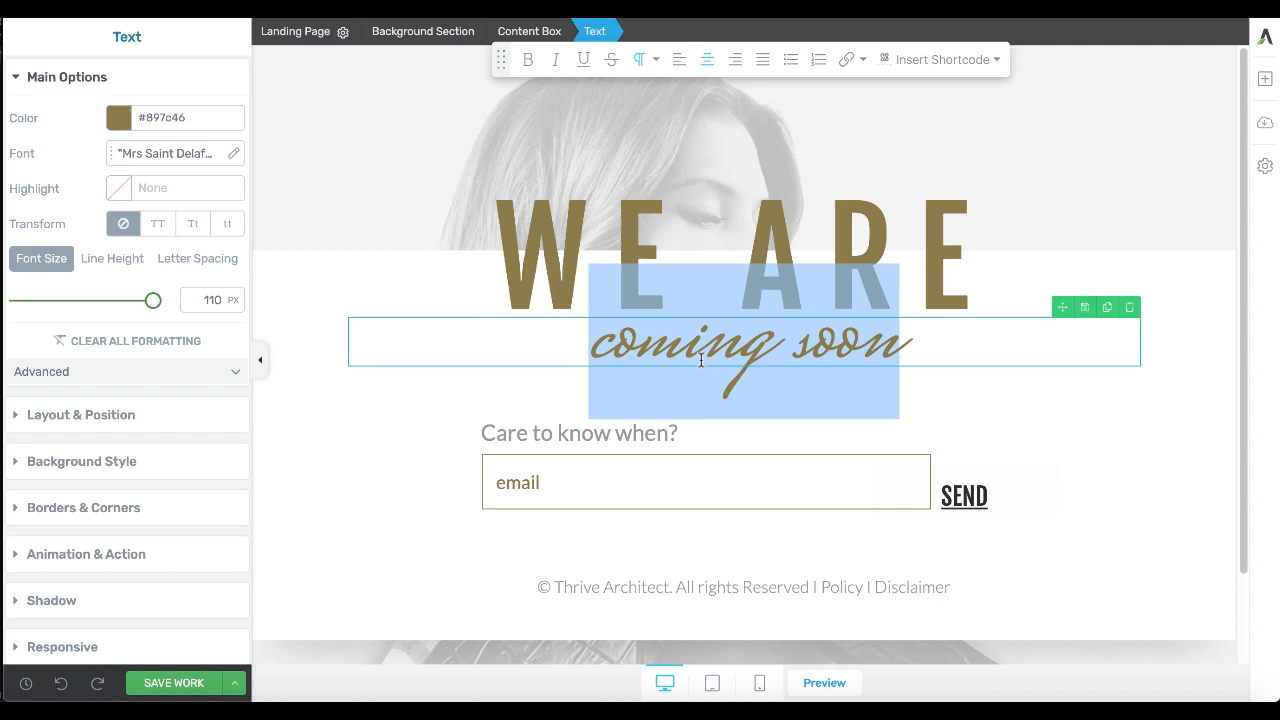 Text
Landing Page
Background Section
Content Box
Text
B I U S ¶ Insert Shortcode
Main Options
Color #897c46
Font "Mrs Saint Delaf...
Highlight None
Transform TT Tt tt
Font Size Line Height Letter Spacing
110 PX
CLEAR ALL FORMATTING
Advanced
Layout & Position
Background Style
Borders & Corners
Animation & Action
Shadow
Responsive
SAVE WORK
WE ARE
coming soon
Care to know when?
email
SEND
© Thrive Architect. All rights Reserved I Policy I Disclaimer
Preview